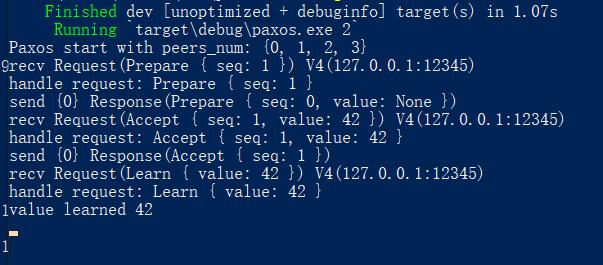 Finished dev [unoptimized + debuginfo] target(s) in 1.07s
Running `target\debug\paxos.exe 2`
Paxos start with peers_num: {0, 1, 2, 3}
9recv Request(Prepare { seq: 1 }) V4(127.0.0.1:12345)
handle request: Prepare { seq: 1 }
send {0} Response(Prepare { seq: 0, value: None })
recv Request(Accept { seq: 1, value: 42 }) V4(127.0.0.1:12345)
handle request: Accept { seq: 1, value: 42 }
send {0} Response(Accept { seq: 1 })
recv Request(Learn { value: 42 }) V4(127.0.0.1:12345)
handle request: Learn { value: 42 }
1value learned 42
1